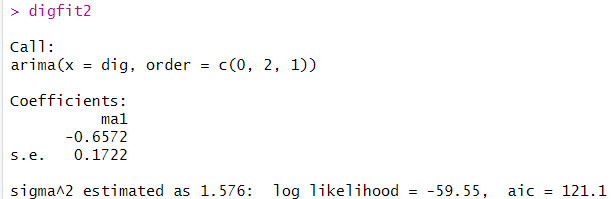 > digfit2
Call:
arima(x = dig, order = c(0, 2, 1))
Coefficients:
ma1
-0.6572
s.e. 0.1722
sigma^2 estimated as 1.576: log likelihood = -59.55, aic = 121.1